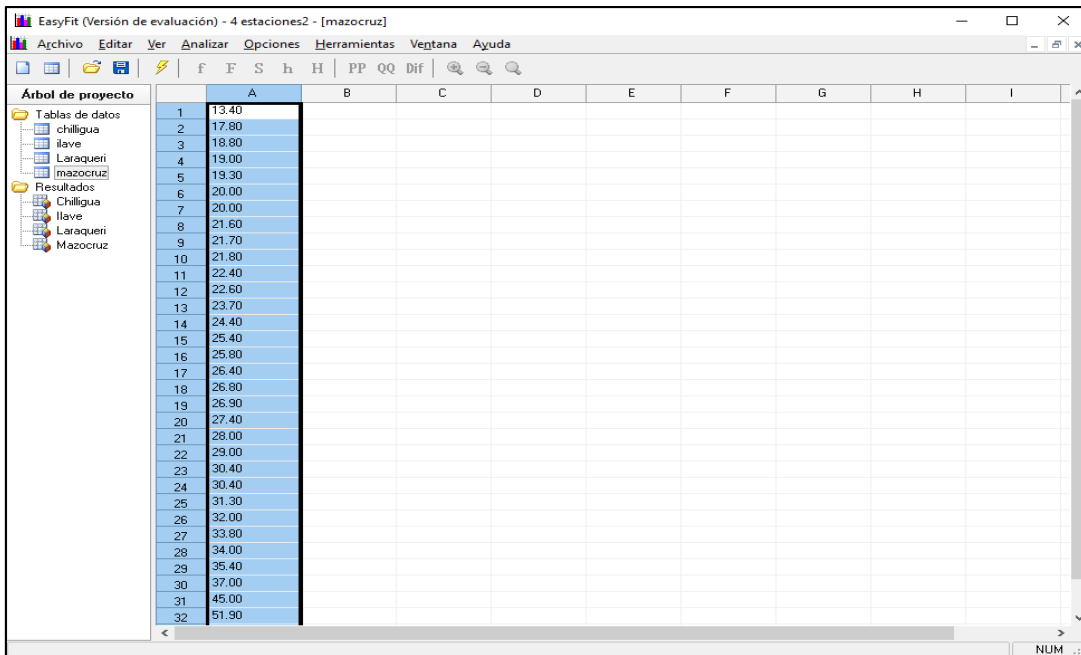 EasyFit (Versión de evaluación) - 4 estaciones2 - [mazocruz]
Archivo Editar Ver Analizar Opciones Herramientas Ventana Ayuda
f F S h H PP QQ Dif
Árbol de proyecto
Tablas de datos
chilligua
ilave
Laraqueri
mazocruz
Resultados
Chilligua
Ilave
Laraqueri
Mazocruz
A B C D E F G H I
1 13.40
2 17.80
3 18.80
4 19.00
5 19.30
6 20.00
7 20.00
8 21.60
9 21.70
10 21.80
11 22.40
12 22.60
13 23.70
14 24.40
15 25.40
16 25.80
17 26.40
18 26.80
19 26.90
20 27.40
21 28.00
22 29.00
23 30.40
24 30.40
25 31.30
26 32.00
27 33.80
28 34.00
29 35.40
30 37.00
31 45.00
32 51.90
NUM